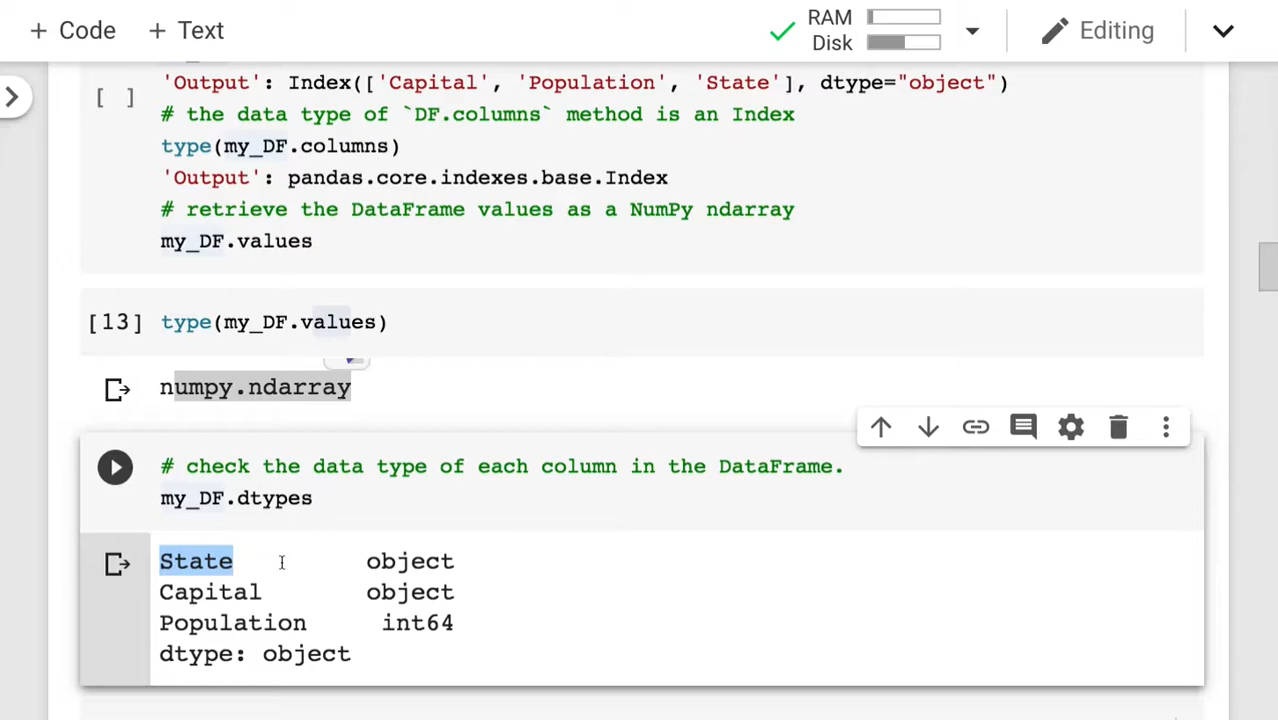 + Code + Text
RAM
Disk
Editing
'Output': Index(['Capital', 'Population', 'State'], dtype="object")
[ ]
# the data type of `DF.columns` method is an Index
type(my_DF.columns)
'Output': pandas.core.indexes.base.Index
# retrieve the DataFrame values as a NumPy ndarray
my_DF.values
[13] type(my_DF.values)
numpy.ndarray
# check the data type of each column in the DataFrame.
my_DF.dtypes
State object
Capital object
Population int64
dtype: object